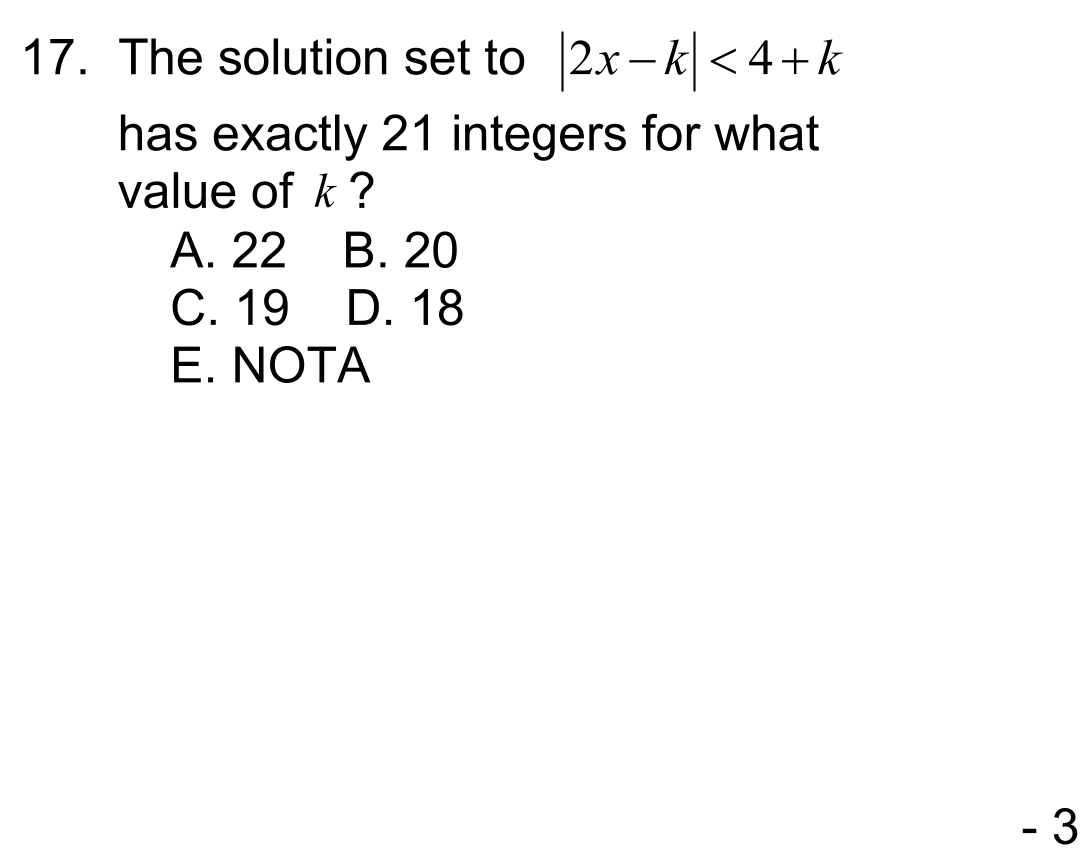 17. The solution set to |2x − k| < 4 + k
has exactly 21 integers for what
value of k ?
A. 22 B. 20
C. 19 D. 18
E. NOTA
- 3